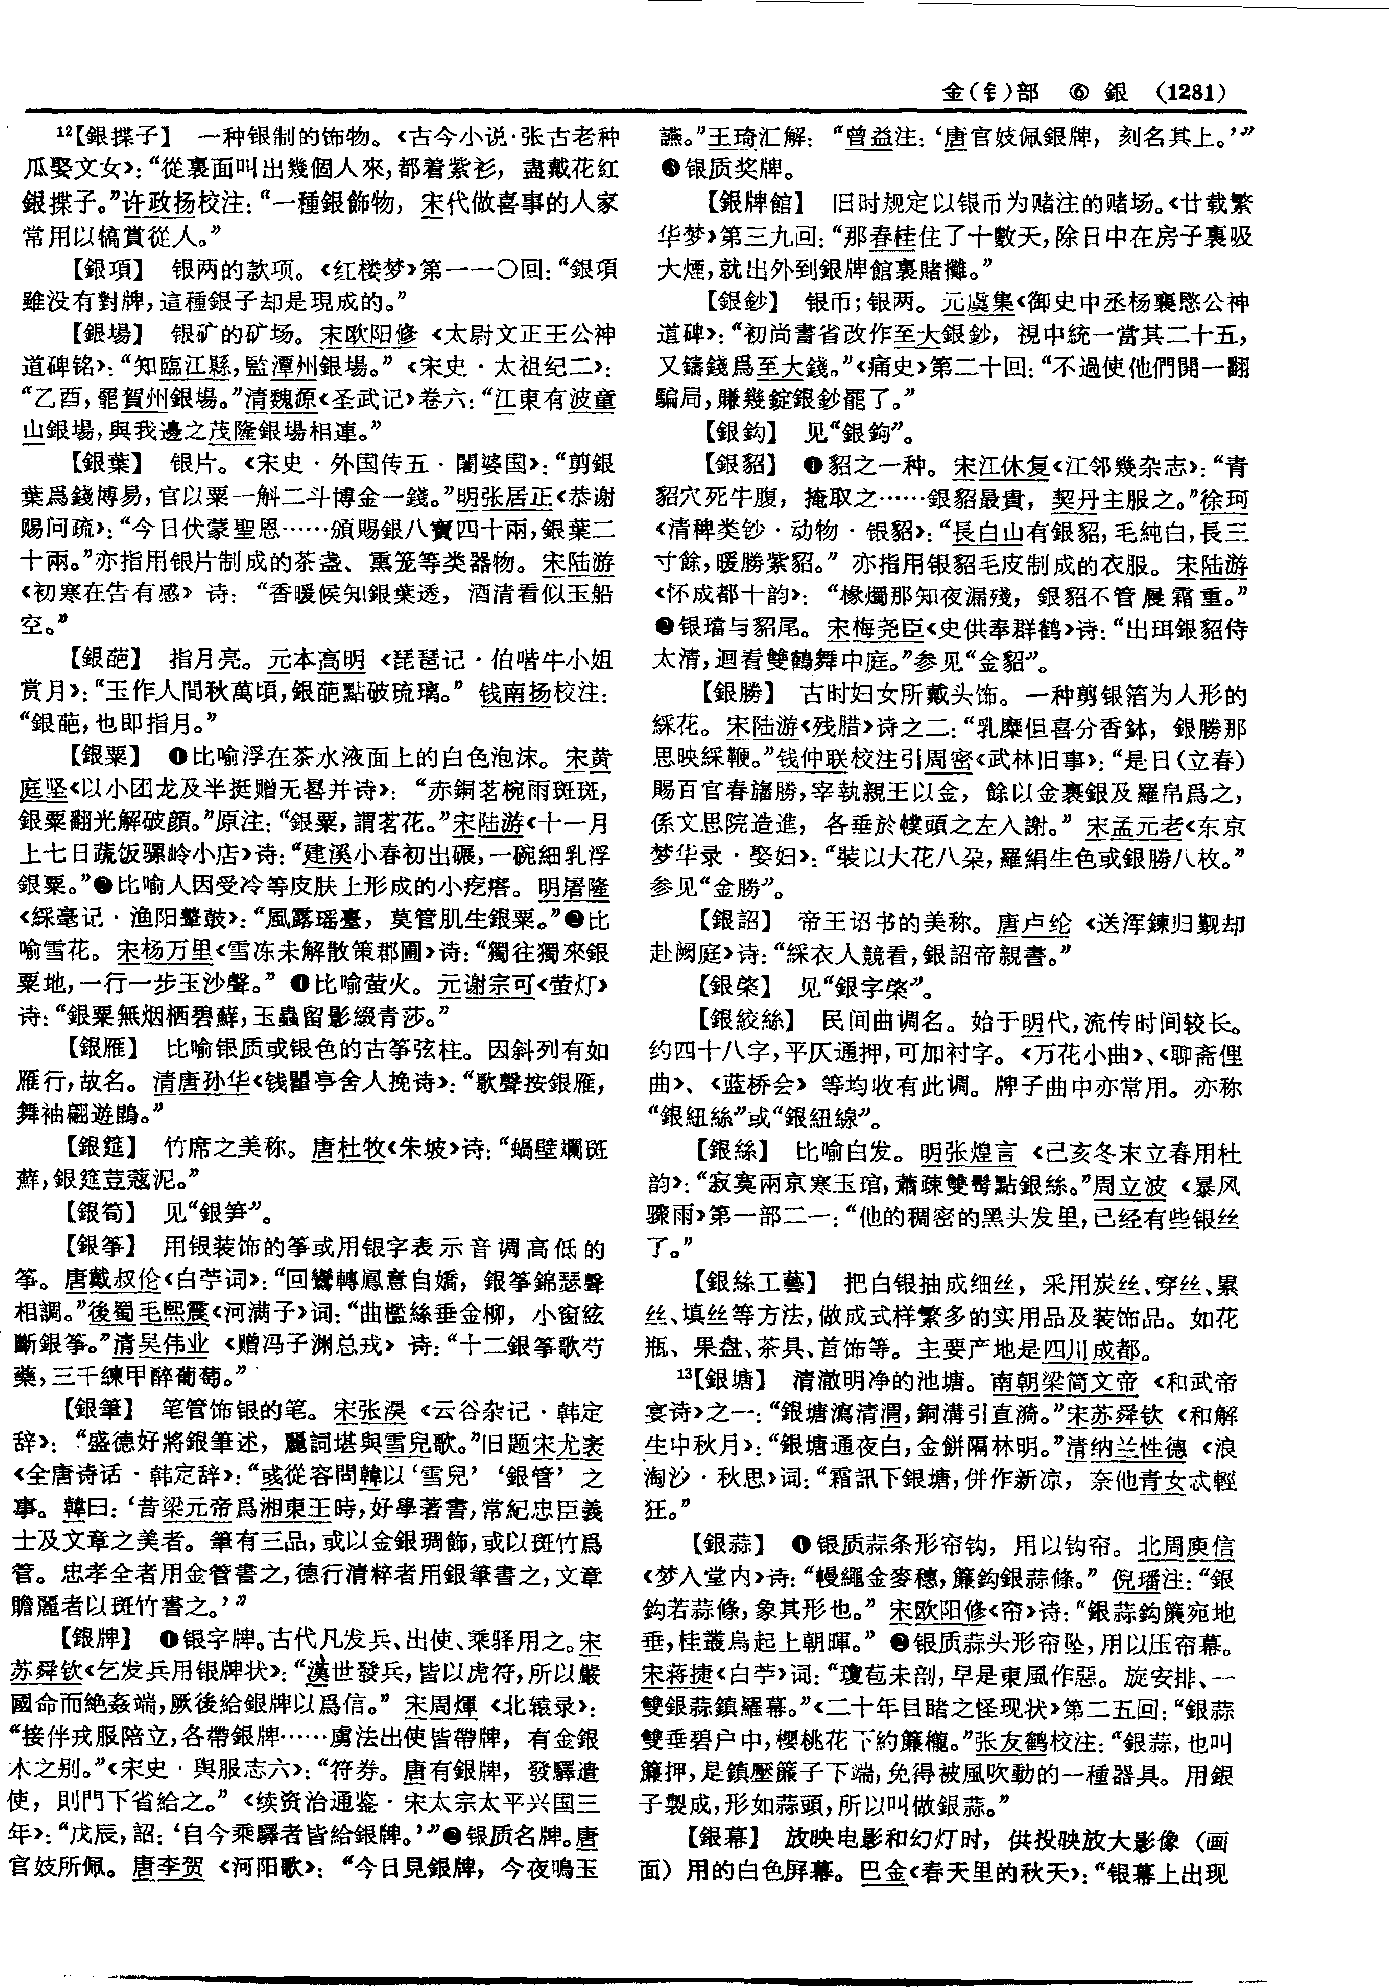 金(钅)部　⑥　銀　(1281)
12【銀揲子】　一种银制的饰物。《古今小说·张古老种
瓜娶文女》：“從裏面叫出幾個人來，都着紫衫，盡戴花红
銀揲子。”许政扬校注：“一種銀飾物，宋代做喜事的人家
常用以犒賞從人。”
【銀項】　银两的款项。《红楼梦》第一一〇回：“銀項
雖没有對牌，這種銀子却是現成的。”
【銀場】　银矿的矿场。宋欧阳修《太尉文正王公神
道碑铭》：“知臨江縣，監潭州銀場。”《宋史·太祖纪二》：
“乙酉，罷賀州銀場。”清魏源《圣武记》卷六：“江東有波童
山銀場，與我邊之茂隆銀場相連。”
【銀葉】　银片。《宋史·外国传五·闍婆国》：“剪銀
葉爲錢博易，官以粟一斛二斗博金一錢。”明张居正《恭谢
赐问疏》：“今日伏蒙聖恩……頒賜銀八寶四十兩，銀葉二
十兩。”亦指用银片制成的茶盏、熏笼等类器物。宋陆游
《初寒在告有感》诗：“香暖候知銀葉透，酒清看似玉船
空。”
【銀葩】　指月亮。元本高明《琵琶记·伯喈牛小姐
赏月》：“玉作人間秋萬頃，銀葩點破琉璃。”钱南扬校注：
“銀葩，也即指月。”
【銀粟】　❶比喻浮在茶水液面上的白色泡沫。宋黄
庭坚《以小团龙及半挺赠无咎并诗》：“赤銅茗椀雨斑斑，
銀粟翻光解破顔。”原注：“銀粟，謂茗花。”宋陆游《十一月
上七日蔬饭骡岭小店》诗：“建溪小春初出碾，一碗細乳浮
銀粟。”❷比喻人因受冷等皮肤上形成的小疙瘩。明屠隆
《綵毫记·渔阳鼙鼓》：“風露瑶臺，莫管肌生銀粟。”❸比
喻雪花。宋杨万里《雪冻未解散策郡圃》诗：“獨往獨來銀
粟地，一行一步玉沙聲。”❹比喻萤火。元谢宗可《萤灯》
诗：“銀粟無烟栖碧蘚，玉蟲留影綴青莎。”
【銀雁】　比喻银质或银色的古筝弦柱。因斜列有如
雁行，故名。清唐孙华《钱瞿亭舍人挽诗》：“歌聲按銀雁，
舞袖翩遊鵾。”
【銀筵】　竹席之美称。唐杜牧《朱坡》诗：“蝸壁斕斑
蘚，銀筵荳蔻泥。”
【銀筍】　见“銀笋”。
【銀筝】　用银装饰的筝或用银字表示音调高低的
筝。唐戴叔伦《白苧词》：“回鸞轉鳳意自嬌，銀筝錦瑟聲
相調。”後蜀毛熙震《河满子》词：“曲檻絲垂金柳，小窗絃
斷銀筝。”清吴伟业《赠冯子渊总戎》诗：“十二銀筝歌芍
藥，三千練甲醉葡萄。”
【銀筆】　笔管饰银的笔。宋张淏《云谷杂记·韩定
辞》：“盛德好將銀筆述，麗詞堪與雪兒歌。”旧题宋尤袤
《全唐诗话·韩定辞》：“或從容問韓以‘雪兒’‘銀管’之
事。韓曰：‘昔梁元帝爲湘東王時，好學著書，常紀忠臣義
士及文章之美者。筆有三品，或以金銀琱飾，或以斑竹爲
管。忠孝全者用金管書之，德行清粹者用銀筆書之，文章
贍麗者以斑竹書之。’”
【銀牌】　❶银字牌。古代凡发兵、出使、乘驿用之。宋
苏舜钦《乞发兵用银牌状》：“漢世發兵，皆以虎符，所以嚴
國命而絶姦端，厥後給銀牌以爲信。”宋周煇《北辕录》：
“接伴戎服陪立，各帶銀牌……虜法出使皆帶牌，有金銀
木之别。”《宋史·舆服志六》：“符券。唐有銀牌，發驛遣
使，則門下省給之。”《续资治通鉴·宋太宗太平兴国三
年》：“戊辰，詔：‘自今乘驛者皆給銀牌。’”❷银质名牌。唐
官妓所佩。唐李贺《河阳歌》：“今日見銀牌，今夜鳴玉
讌。”王琦汇解：“曾益注：‘唐官妓佩銀牌，刻名其上。’”
❸银质奖牌。
【銀牌館】　旧时规定以银币为赌注的赌场。《廿载繁
华梦》第三九回：“那春桂住了十數天，除日中在房子裏吸
大煙，就出外到銀牌館裏賭攤。”
【銀鈔】　银币；银两。元虞集《御史中丞杨襄愍公神
道碑》：“初尚書省改作至大銀鈔，視中統一當其二十五，
又鑄錢爲至大錢。”《痛史》第二十回：“不過使他們開一翻
騙局，賺幾錠銀鈔罷了。”
【銀鈎】　见“銀鉤”。
【銀貂】　❶貂之一种。宋江休复《江邻幾杂志》：“青
貂穴死牛腹，掩取之……銀貂最貴，契丹主服之。”徐珂
《清稗类钞·动物·银貂》：“長白山有銀貂，毛純白，長三
寸餘，暖勝紫貂。”亦指用银貂毛皮制成的衣服。宋陆游
《怀成都十韵》：“椽燭那知夜漏殘，銀貂不管晨霜重。”
❷银璫与貂尾。宋梅尧臣《史供奉群鹤》诗：“出珥銀貂侍
太清，迴看雙鶴舞中庭。”参见“金貂”。
【銀勝】　古时妇女所戴头饰。一种剪银箔为人形的
綵花。宋陆游《残腊》诗之二：“乳糜但喜分香鉢，銀勝那
思映綵鞭。”钱仲联校注引周密《武林旧事》：“是日（立春）
賜百官春旛勝，宰執親王以金，餘以金裹銀及羅帛爲之，
係文思院造進，各垂於幞頭之左入謝。”宋孟元老《东京
梦华录·娶妇》：“裝以大花八朵，羅絹生色或銀勝八枚。”
参见“金勝”。
【銀詔】　帝王诏书的美称。唐卢纶《送浑鍊归觐却
赴阙庭》诗：“綵衣人競看，銀詔帝親書。”
【銀棨】　见“銀字棨”。
【銀絞絲】　民间曲调名。始于明代，流传时间较长。
约四十八字，平仄通押，可加衬字。《万花小曲》、《聊斋俚
曲》、《蓝桥会》等均收有此调。牌子曲中亦常用。亦称
“銀紐絲”或“銀紐線”。
【銀絲】　比喻白发。明张煌言《己亥冬末立春用杜
韵》：“寂寞兩京寒玉琯，蕭疎雙髩點銀絲。”周立波《暴风
骤雨》第一部二一：“他的稠密的黑头发里，已经有些银丝
了。”
【銀絲工藝】　把白银抽成细丝，采用炭丝、穿丝、累
丝、填丝等方法，做成式样繁多的实用品及装饰品。如花
瓶、果盘、茶具、首饰等。主要产地是四川成都。
13【銀塘】　清澈明净的池塘。南朝梁简文帝《和武帝
宴诗》之一：“銀塘瀉清渭，銅溝引直漪。”宋苏舜钦《和解
生中秋月》：“銀塘通夜白，金餅隔林明。”清纳兰性德《浪
淘沙·秋思》词：“霜訊下銀塘，併作新凉，奈他青女忒輕
狂。”
【銀蒜】　❶银质蒜条形帘钩，用以钩帘。北周庾信
《梦入堂内》诗：“幔繩金麥穗，簾鈎銀蒜條。”倪璠注：“銀
鈎若蒜條，象其形也。”宋欧阳修《帘》诗：“銀蒜鈎簾宛地
垂，桂叢烏起上朝暉。”❷银质蒜头形帘坠，用以压帘幕。
宋蒋捷《白苧》词：“瓊苞未剖，早是東風作惡。旋安排、一
雙銀蒜鎮羅幕。”《二十年目睹之怪现状》第二五回：“銀蒜
雙垂碧户中，樱桃花下約簾櫳。”张友鹤校注：“銀蒜，也叫
簾押，是鎮壓簾子下端，免得被風吹動的一種器具。用銀
子製成，形如蒜頭，所以叫做銀蒜。”
【銀幕】　放映电影和幻灯时，供投映放大影像（画
面）用的白色屏幕。巴金《春天里的秋天》：“银幕上出现